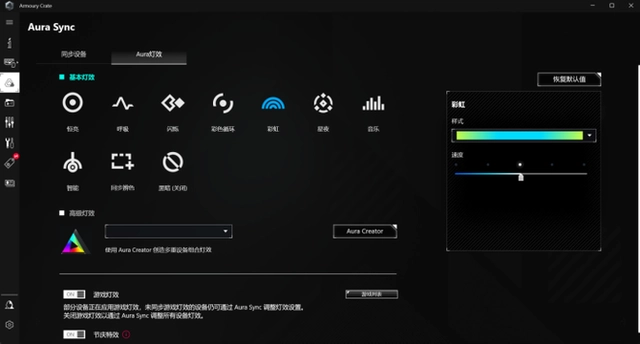 Armoury Crate
Aura Sync
同步设备
Aura灯效
基本灯效
恢复默认值
恒亮
呼吸
闪烁
彩色循环
彩虹
星夜
音乐
智能
同步撷色
黑暗 (关闭)
彩虹
样式
速度
高级灯效
Aura Creator
使用 Aura Creator 创造多重设备组合灯效
ON
游戏灯效
游戏列表
部分设备正在应用游戏灯效，未同步游戏灯效的设备仍可通过 Aura Sync 调整灯效设置。
关闭游戏灯效以通过 Aura Sync 调整所有设备灯效。
ON
节庆特效